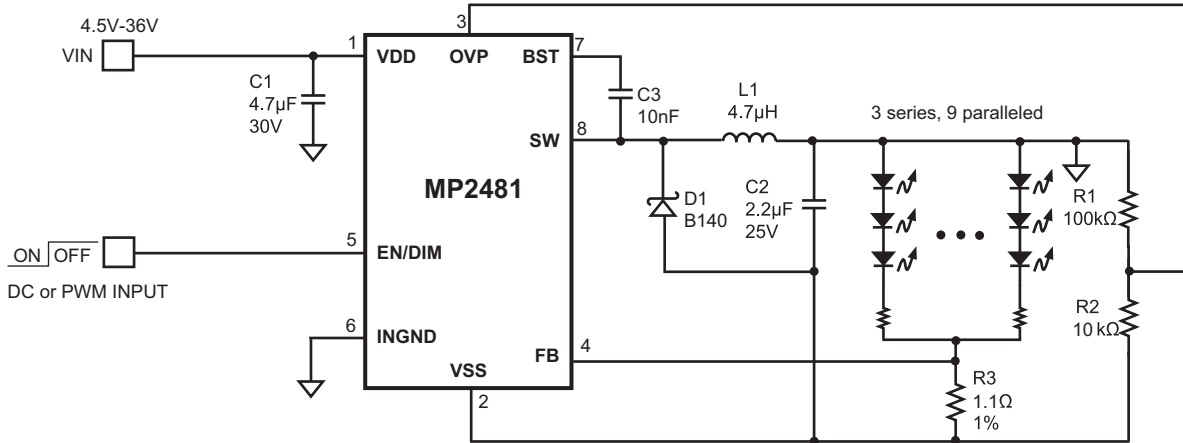 4.5V-36V
VIN
1
VDD
3
OVP
7
BST
C1
4.7µF
30V
C3
10nF
L1
4.7µH
3 series, 9 paralleled
8
SW
MP2481
D1
B140
C2
2.2µF
25V
R1
100kΩ
ON OFF
5
EN/DIM
DC or PWM INPUT
R2
10 kΩ
6
INGND
4
FB
VSS
2
R3
1.1Ω
1%